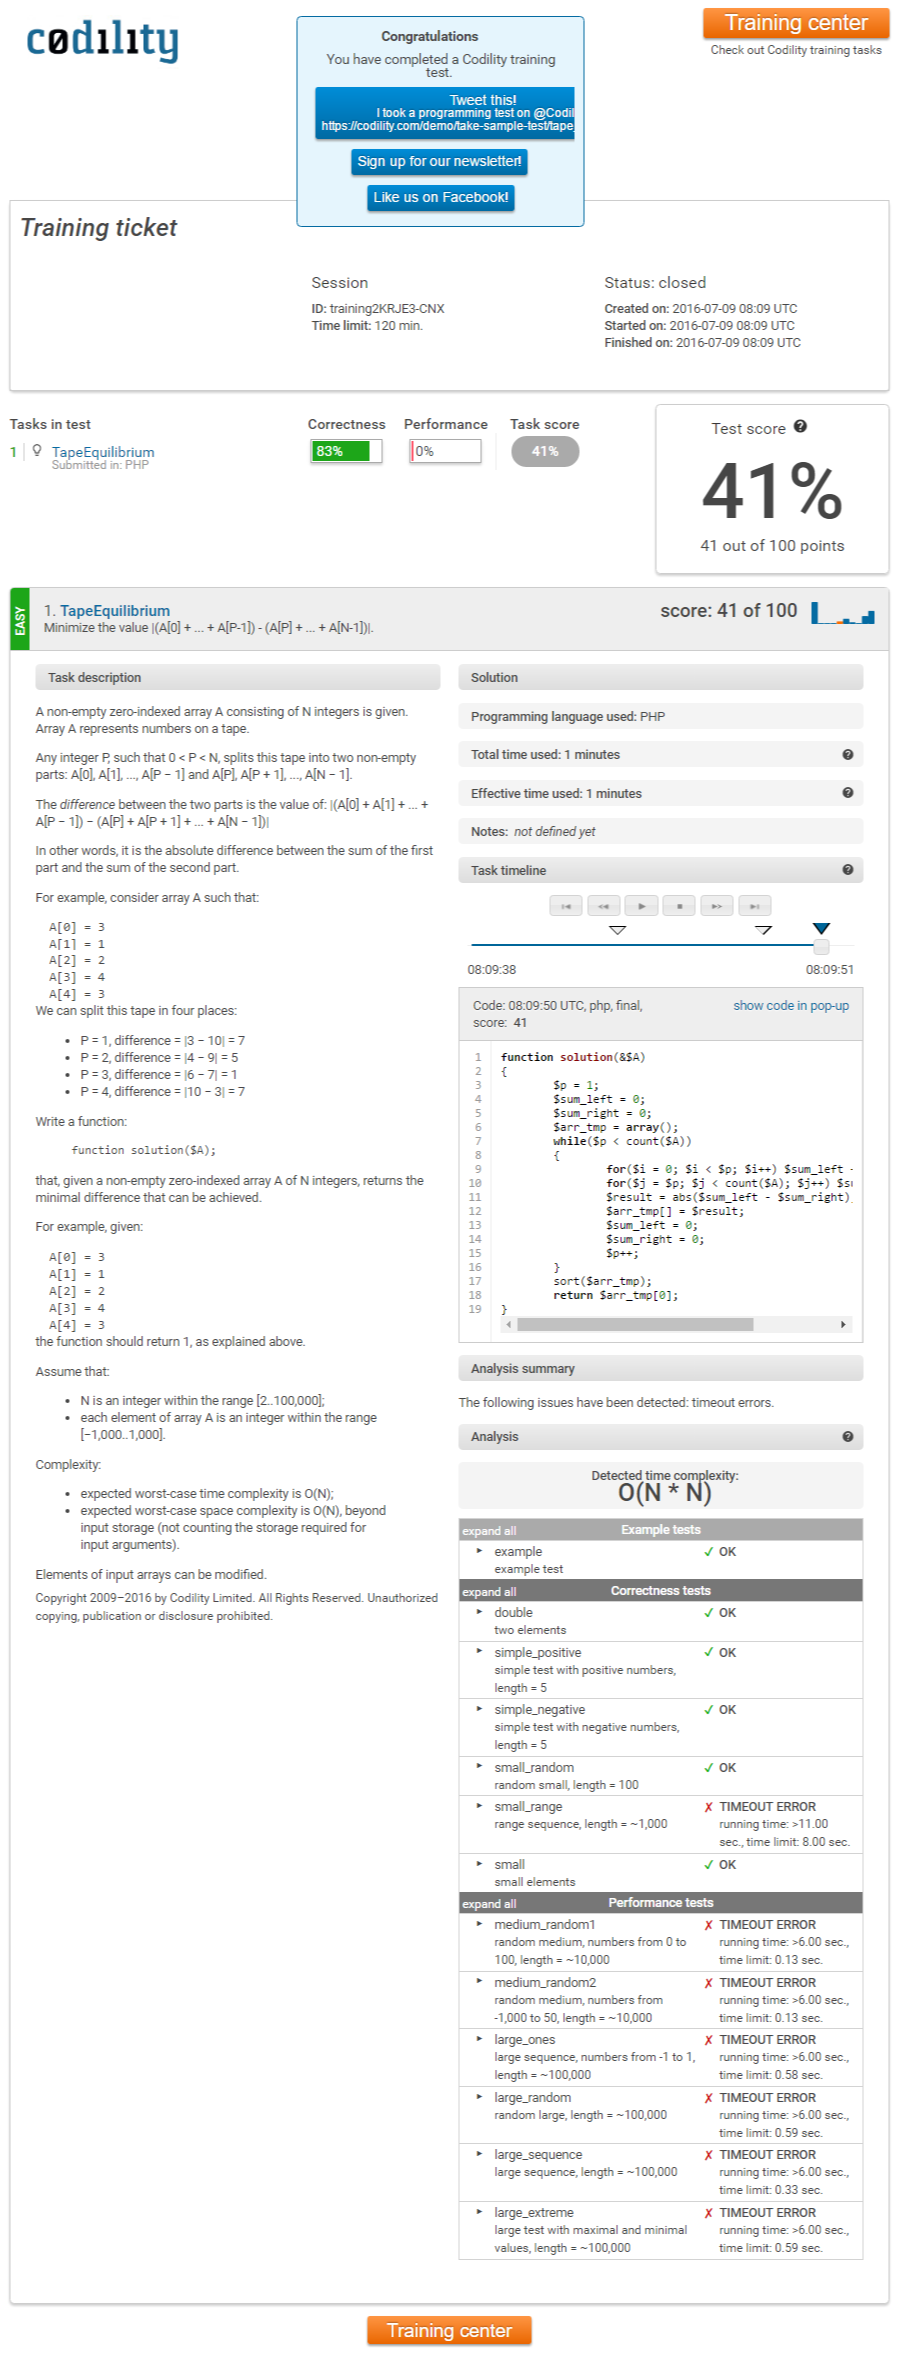 codility
Congratulations
You have completed a Codility training
test.
Tweet this!
I took a programming test on @Codil
https://codility.com/demo/take-sample-test/tape_
Sign up for our newsletter!
Like us on Facebook!
Training center
Check out Codility training tasks
Training ticket
Session
ID: training2KRJE3-CNX
Time limit: 120 min.
Status: closed
Created on: 2016-07-09 08:09 UTC
Started on: 2016-07-09 08:09 UTC
Finished on: 2016-07-09 08:09 UTC
Tasks in test
Correctness
Performance
Task score
1
TapeEquilibrium
Submitted in: PHP
83%
0%
41%
Test score ?
41%
41 out of 100 points
EASY
1. TapeEquilibrium
Minimize the value |(A[0] + ... + A[P-1]) - (A[P] + ... + A[N-1])|.
score: 41 of 100
Task description
A non-empty zero-indexed array A consisting of N integers is given.
Array A represents numbers on a tape.
Any integer P, such that 0 < P < N, splits this tape into two non-empty
parts: A[0], A[1], ..., A[P − 1] and A[P], A[P + 1], ..., A[N − 1].
The difference between the two parts is the value of: |(A[0] + A[1] + ... +
A[P − 1]) − (A[P] + A[P + 1] + ... + A[N − 1])|
In other words, it is the absolute difference between the sum of the first
part and the sum of the second part.
For example, consider array A such that:
A[0] = 3
A[1] = 1
A[2] = 2
A[3] = 4
A[4] = 3
We can split this tape in four places:
• P = 1, difference = |3 − 10| = 7
• P = 2, difference = |4 − 9| = 5
• P = 3, difference = |6 − 7| = 1
• P = 4, difference = |10 − 3| = 7
Write a function:
function solution($A);
that, given a non-empty zero-indexed array A of N integers, returns the
minimal difference that can be achieved.
For example, given:
A[0] = 3
A[1] = 1
A[2] = 2
A[3] = 4
A[4] = 3
the function should return 1, as explained above.
Assume that:
• N is an integer within the range [2..100,000];
• each element of array A is an integer within the range
[−1,000..1,000].
Complexity:
• expected worst-case time complexity is O(N);
• expected worst-case space complexity is O(N), beyond
input storage (not counting the storage required for
input arguments).
Elements of input arrays can be modified.
Copyright 2009–2016 by Codility Limited. All Rights Reserved. Unauthorized
copying, publication or disclosure prohibited.
Solution
Programming language used: PHP
Total time used: 1 minutes ?
Effective time used: 1 minutes ?
Notes: not defined yet
Task timeline ?
08:09:38
08:09:51
Code: 08:09:50 UTC, php, final,
score: 41
show code in pop-up
1 function solution(&$A)
2 {
3 $p = 1;
4 $sum_left = 0;
5 $sum_right = 0;
6 $arr_tmp = array();
7 while($p < count($A))
8 {
9 for($i = 0; $i < $p; $i++) $sum_left
10 for($j = $p; $j < count($A); $j++) $su
11 $result = abs($sum_left - $sum_right)
12 $arr_tmp[] = $result;
13 $sum_left = 0;
14 $sum_right = 0;
15 $p++;
16 }
17 sort($arr_tmp);
18 return $arr_tmp[0];
19 }
Analysis summary
The following issues have been detected: timeout errors.
Analysis ?
Detected time complexity:
O(N * N)
expand all Example tests
example ✓ OK
example test
expand all Correctness tests
double ✓ OK
two elements
simple_positive ✓ OK
simple test with positive numbers,
length = 5
simple_negative ✓ OK
simple test with negative numbers,
length = 5
small_random ✓ OK
random small, length = 100
small_range ✗ TIMEOUT ERROR
range sequence, length = ~1,000 running time: >11.00
sec., time limit: 8.00 sec.
small ✓ OK
small elements
expand all Performance tests
medium_random1 ✗ TIMEOUT ERROR
random medium, numbers from 0 to running time: >6.00 sec.,
100, length = ~10,000 time limit: 0.13 sec.
medium_random2 ✗ TIMEOUT ERROR
random medium, numbers from running time: >6.00 sec.,
-1,000 to 50, length = ~10,000 time limit: 0.13 sec.
large_ones ✗ TIMEOUT ERROR
large sequence, numbers from -1 to 1, running time: >6.00 sec.,
length = ~100,000 time limit: 0.58 sec.
large_random ✗ TIMEOUT ERROR
random large, length = ~100,000 running time: >6.00 sec.,
time limit: 0.59 sec.
large_sequence ✗ TIMEOUT ERROR
large sequence, length = ~100,000 running time: >6.00 sec.,
time limit: 0.33 sec.
large_extreme ✗ TIMEOUT ERROR
large test with maximal and minimal running time: >6.00 sec.,
values, length = ~100,000 time limit: 0.59 sec.
Training center